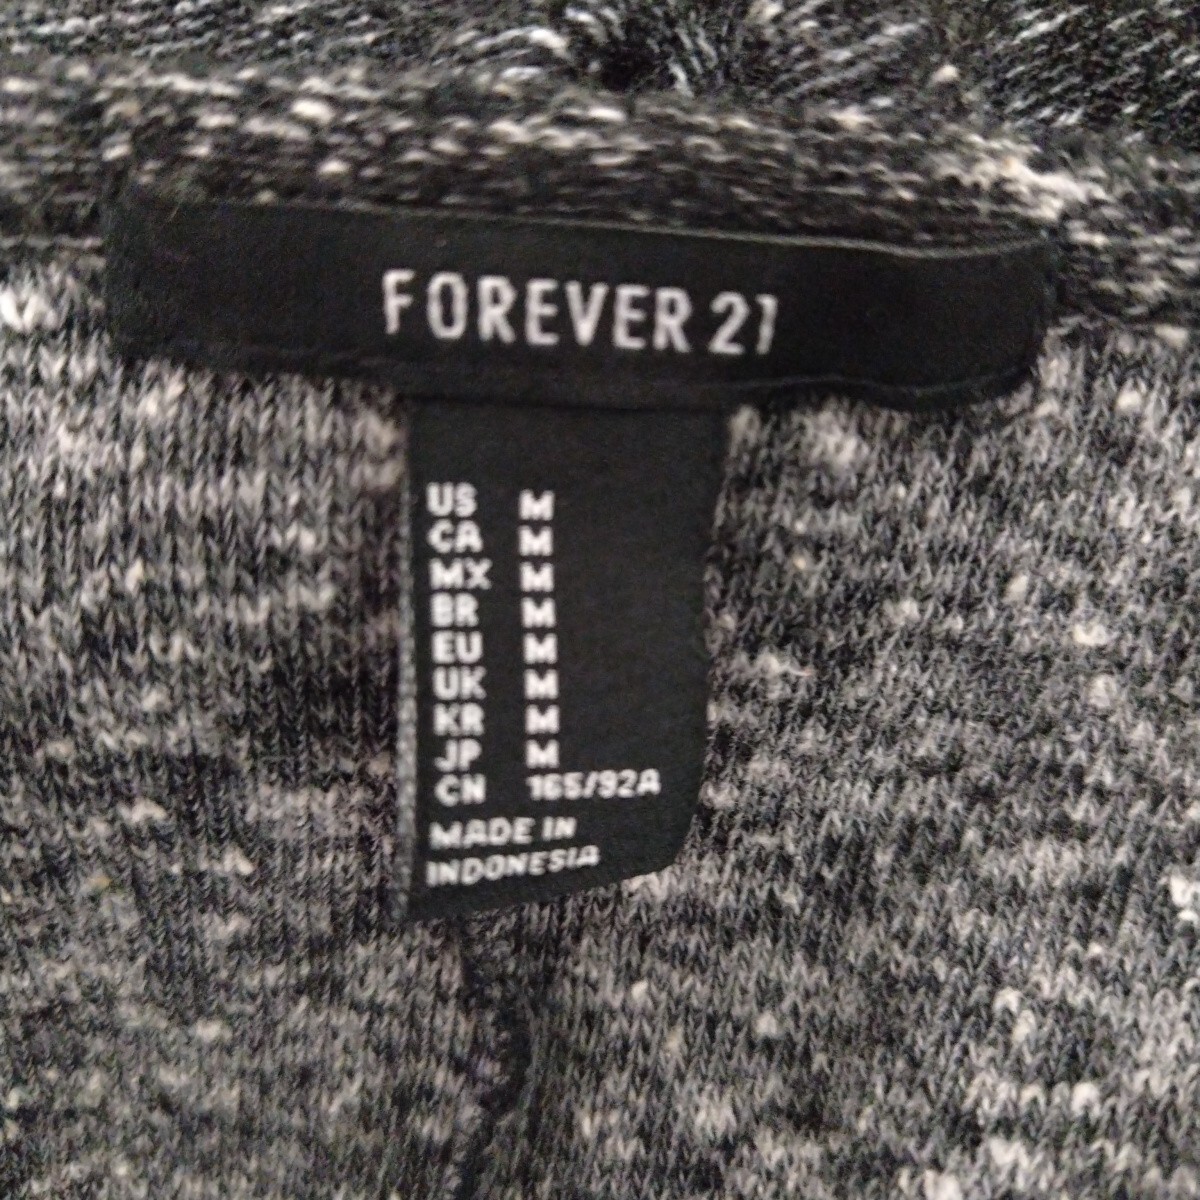 FOREVER 21
US M
CA M
MX M
BR M
EU M
UK M
KR M
JP M
CN 165/92A
MADE IN
INDONESIA